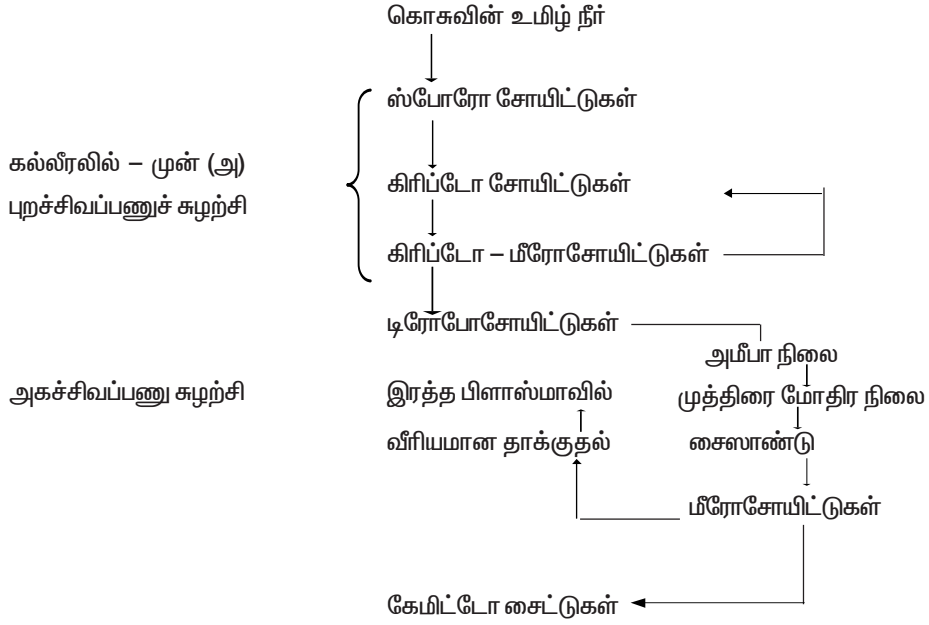 கொசுவின் உமிழ் நீர்
ஸ்போரோ சோயிட்டுகள்
கல்லீரலில் – முன் (அ)
புறச்சிவப்பணுச் சுழற்சி
கிரிப்டோ சோயிட்டுகள்
கிரிப்டோ – மீரோசோயிட்டுகள்
டிரோபோசோயிட்டுகள்
அமீபா நிலை
அகச்சிவப்பணு சுழற்சி
இரத்த பிளாஸ்மாவில்
முத்திரை மோதிர நிலை
வீரியமான தாக்குதல்
சைஸாண்டு
மீரோசோயிட்டுகள்
கேமிட்டோ சைட்டுகள்